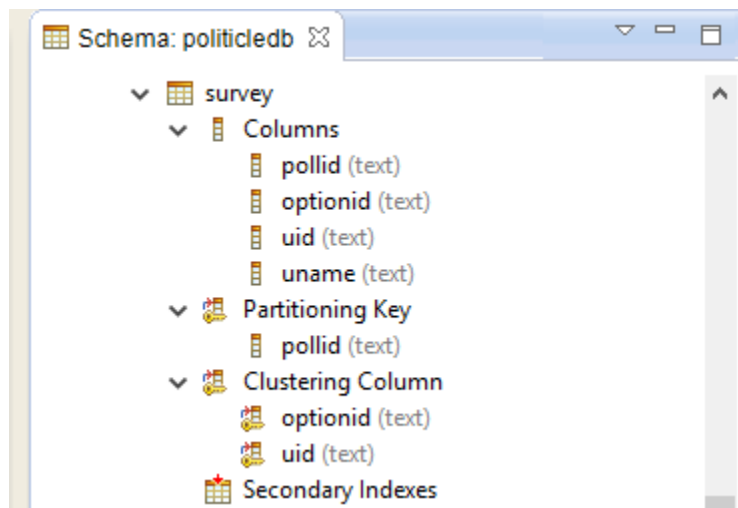 Schema: politicledb
survey
Columns
pollid (text)
optionid (text)
uid (text)
uname (text)
Partitioning Key
pollid (text)
Clustering Column
optionid (text)
uid (text)
Secondary Indexes